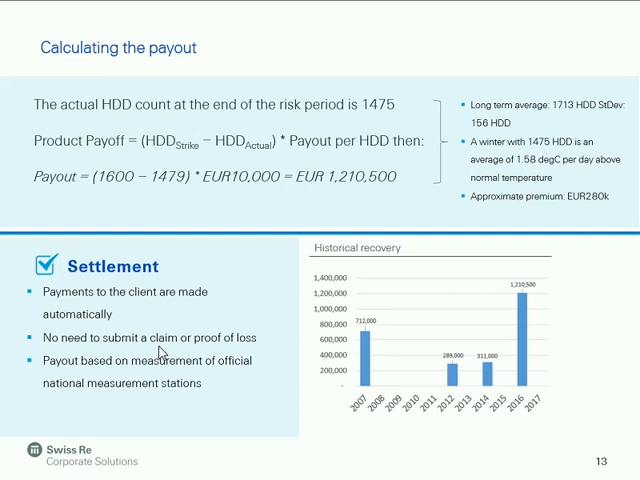 Calculating the payout
The actual HDD count at the end of the risk period is 1475
Product Payoff = (HDDStrike – HDDActual) * Payout per HDD then:
Payout = (1600 – 1479) * EUR10,000 = EUR 1,210,500
Long term average: 1713 HDD StDev:
156 HDD
A winter with 1475 HDD is an
average of 1.58 degC per day above
normal temperature
Approximate premium: EUR280k
Settlement
Payments to the client are made
automatically
No need to submit a claim or proof of loss
Payout based on measurement of official
national measurement stations
Historical recovery
1,400,000
1,200,000
1,000,000
800,000
600,000
400,000
200,000
-
712,000
289,000
311,000
1,210,500
2007 2008 2009 2010 2011 2012 2013 2014 2015 2016 2017
Swiss Re
Corporate Solutions
13